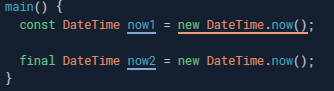 main() {
const DateTime now1 = new DateTime.now();
final DateTime now2 = new DateTime.now();
}